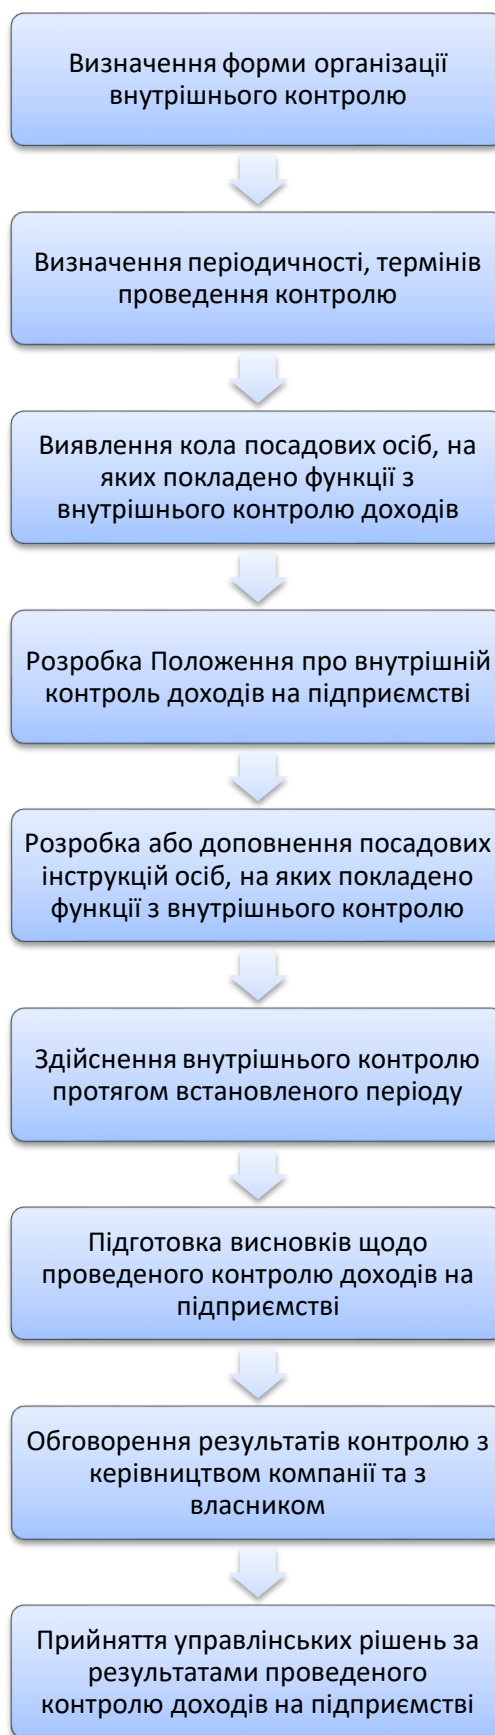 Визначення форми організації
внутрішнього контролю
Визначення періодичності, термінів
проведення контролю
Виявлення кола посадових осіб, на
яких покладено функції з
внутрішнього контролю доходів
Розробка Положення про внутрішній
контроль доходів на підприємстві
Розробка або доповнення посадових
інструкцій осіб, на яких покладено
функції з внутрішнього контролю
Здійснення внутрішнього контролю
протягом встановленого періоду
Підготовка висновків щодо
проведеного контролю доходів на
підприємстві
Обговорення результатів контролю з
керівництвом компанії та з
власником
Прийняття управлінських рішень за
результатами проведеного
контролю доходів на підприємстві